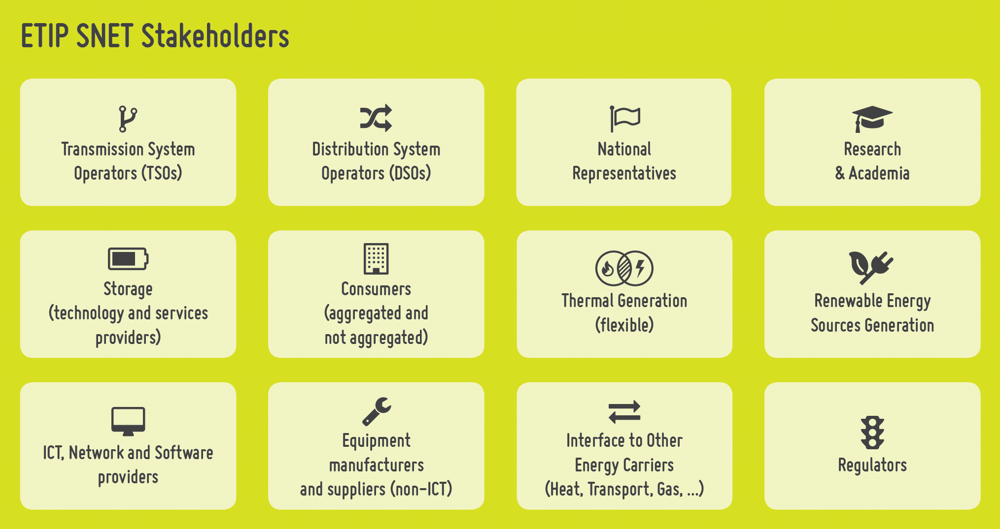 ETIP SNET Stakeholders
Transmission System
Operators (TSOs)
Distribution System
Operators (DSOs)
National
Representatives
Research
& Academia
Storage
(technology and services
providers)
Consumers
(aggregated and
not aggregated)
Thermal Generation
(flexible)
Renewable Energy
Sources Generation
ICT, Network and Software
providers
Equipment
manufacturers
and suppliers (non-ICT)
Interface to Other
Energy Carriers
(Heat, Transport, Gas, ...)
Regulators